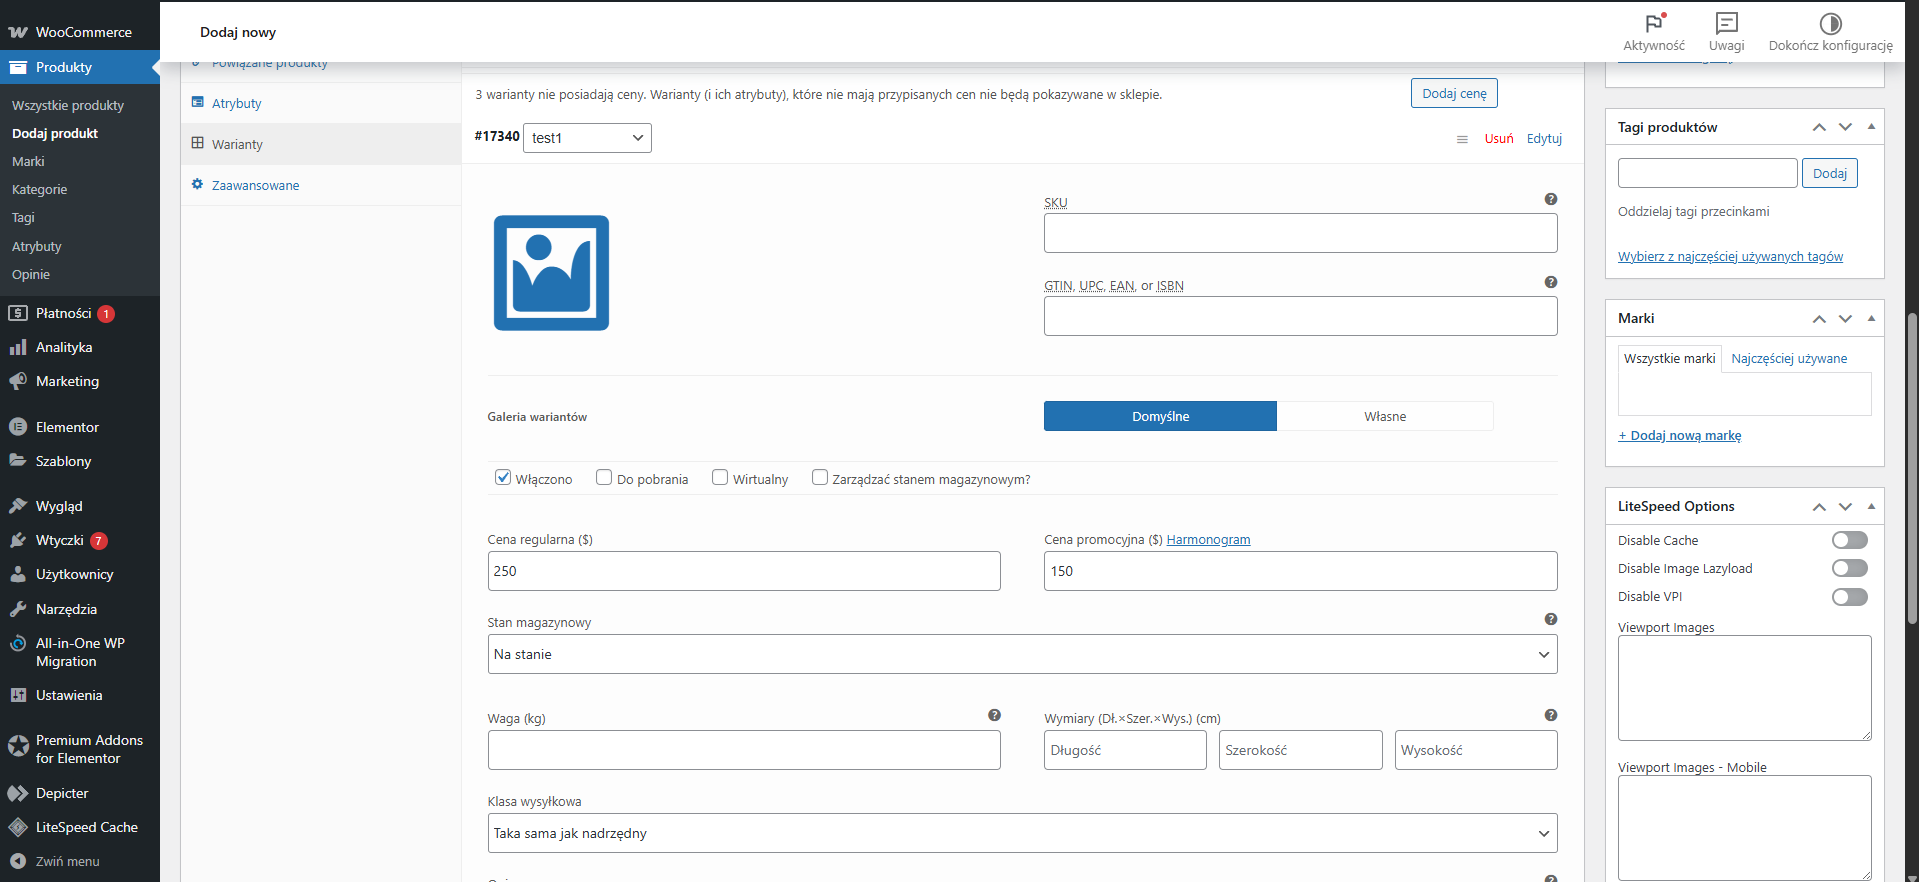 WooCommerce
Produkty
Wszystkie produkty
Dodaj produkt
Marki
Kategorie
Tagi
Atrybuty
Opinie
Płatności 1
Analityka
Marketing
Elementor
Szablony
Wygląd
Wtyczki 7
Użytkownicy
Narzędzia
All-in-One WP
Migration
Ustawienia
Premium Addons
for Elementor
Depicter
LiteSpeed Cache
Zwiń menu
Dodaj nowy
Aktywność
Uwagi
Dokończ konfigurację
Powiązane produkty
Atrybuty
Warianty
Zaawansowane
3 warianty nie posiadają ceny. Warianty (i ich atrybuty), które nie mają przypisanych cen nie będą pokazywane w sklepie.
Dodaj cenę
#17340 test1
Usuń Edytuj
SKU
GTIN, UPC, EAN, or ISBN
Galeria wariantów
Domyślne
Własne
Włączono
Do pobrania
Wirtualny
Zarządzać stanem magazynowym?
Cena regularna ($)
250
Cena promocyjna ($) Harmonogram
150
Stan magazynowy
Na stanie
Waga (kg)
Wymiary (Dł.×Szer.×Wys.) (cm)
Długość
Szerokość
Wysokość
Klasa wysyłkowa
Taka sama jak nadrzędny
Tagi produktów
Dodaj
Oddzielaj tagi przecinkami
Wybierz z najczęściej używanych tagów
Marki
Wszystkie marki
Najczęściej używane
+ Dodaj nową markę
LiteSpeed Options
Disable Cache
Disable Image Lazyload
Disable VPI
Viewport Images
Viewport Images - Mobile